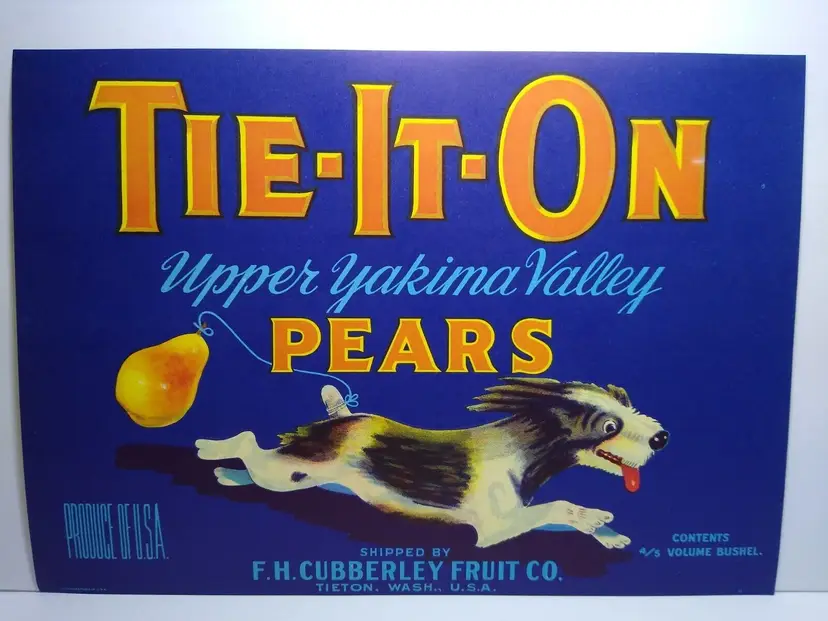 TIE-IT-ON
Upper Yakima Valley
PEARS
PRODUCE OF U.S.A.
SHIPPED BY
F.H. CUBBERLEY FRUIT CO.
TIETON, WASH., U.S.A.
CONTENTS
4/5 VOLUME BUSHEL.